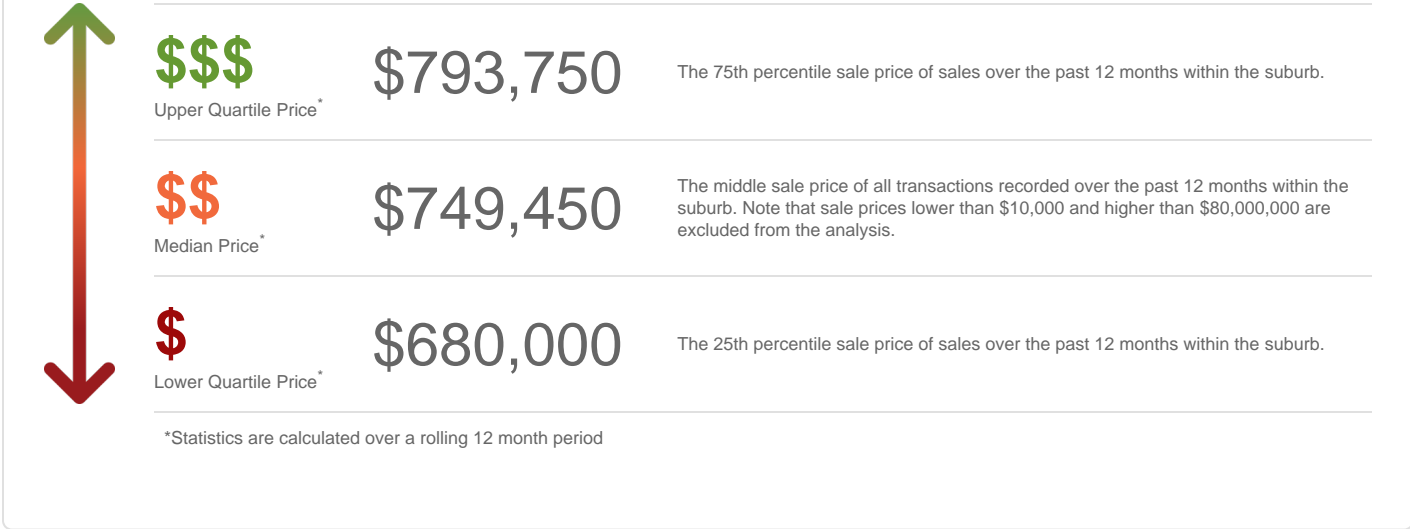 $$$
Upper Quartile Price*
$793,750
The 75th percentile sale price of sales over the past 12 months within the suburb.
$$
Median Price*
$749,450
The middle sale price of all transactions recorded over the past 12 months within the
suburb. Note that sale prices lower than $10,000 and higher than $80,000,000 are
excluded from the analysis.
$
Lower Quartile Price*
$680,000
The 25th percentile sale price of sales over the past 12 months within the suburb.
*Statistics are calculated over a rolling 12 month period